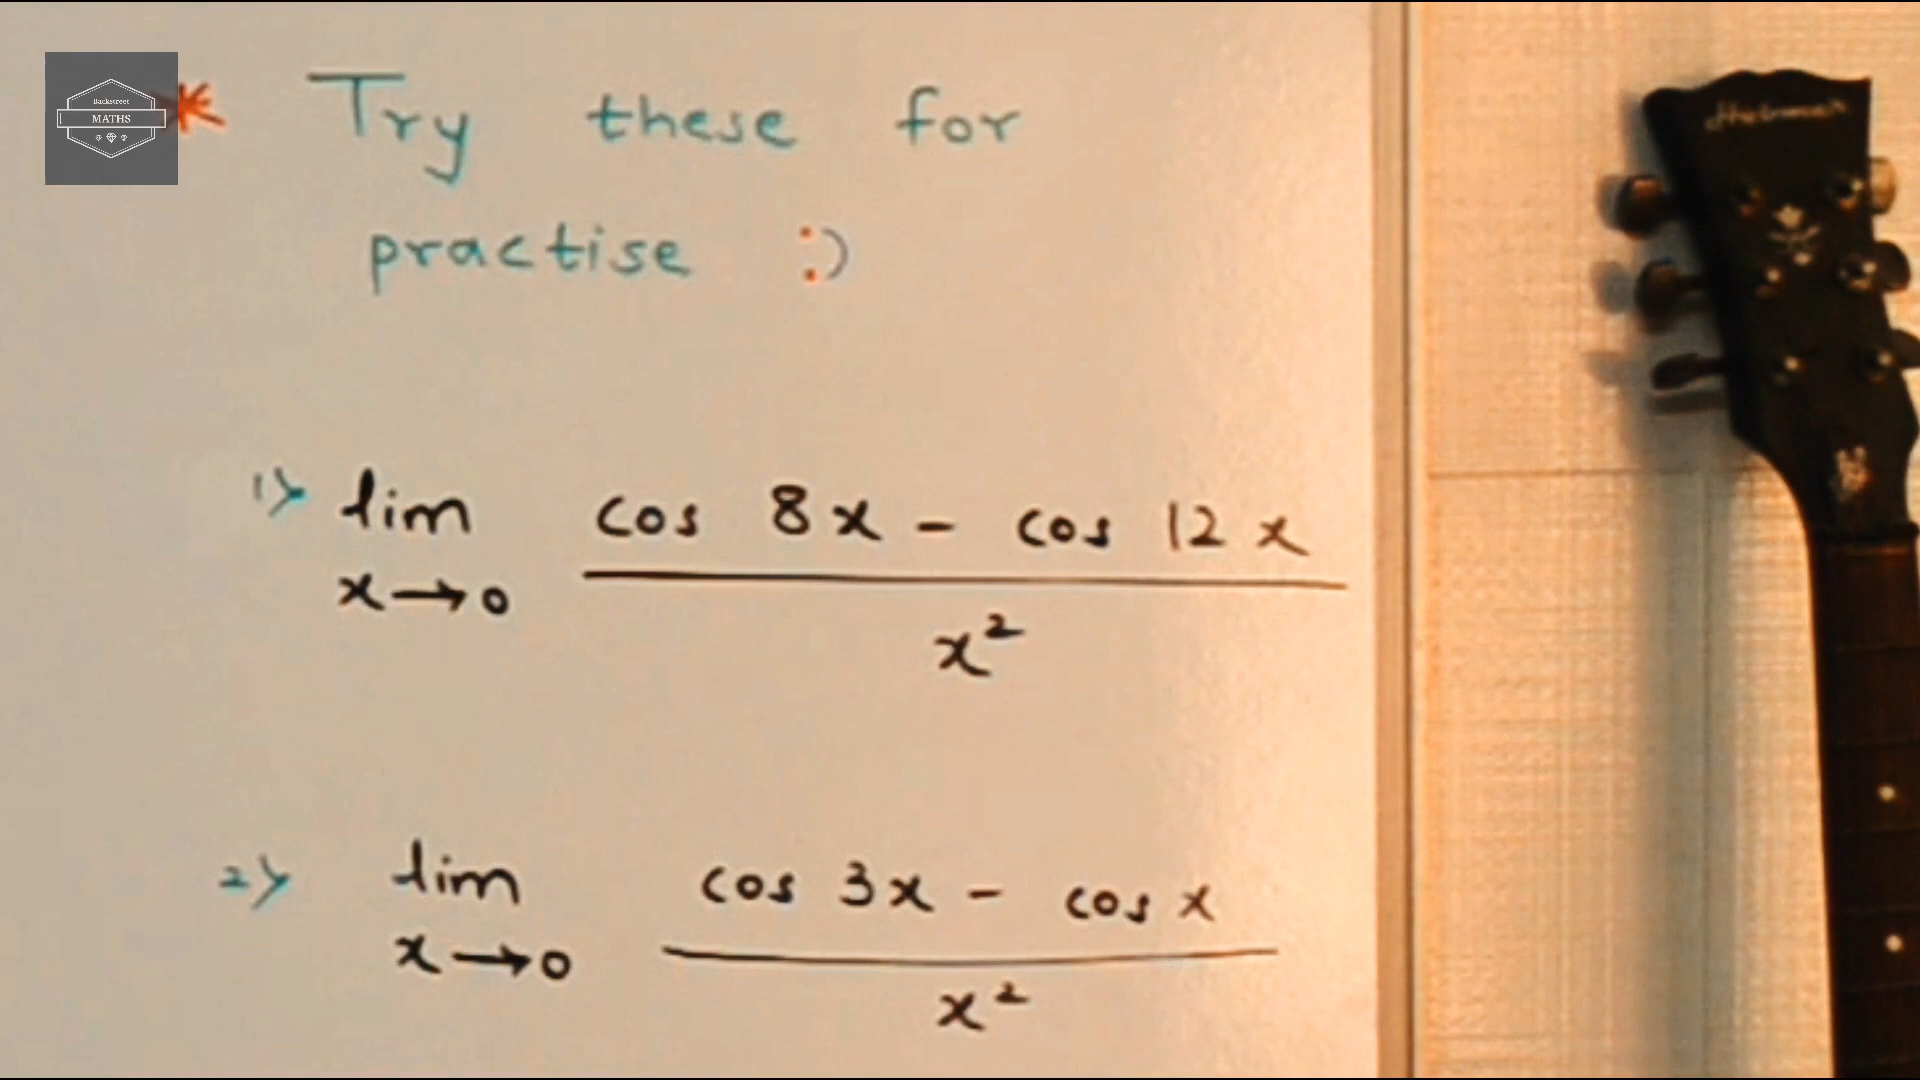 Backstreet
MATHS
* Try these for
practise :)
1) lim cos 8x - cos 12x
x→0 x²
2) lim cos 3x - cos x
x→0 x²